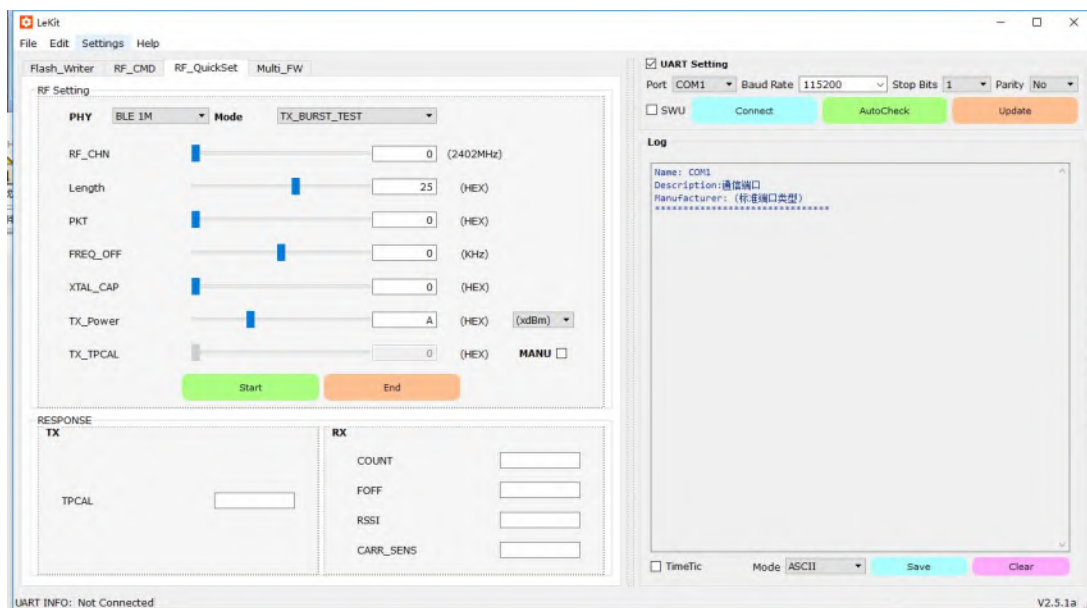 LeKit
File Edit Settings Help
Flash_Writer RF_CMD RF_QuickSet Multi_FW
RF Setting
PHY BLE 1M Mode TX_BURST_TEST
RF_CHN 0 (2402MHz)
Length 25 (HEX)
PKT 0 (HEX)
FREQ_OFF 0 (KHz)
XTAL_CAP 0 (HEX)
TX_Power A (HEX) (xdBm)
TX_TPCAL 0 (HEX) MANU
Start End
RESPONSE
TX
TPCAL
RX
COUNT
FOFF
RSSI
CARR_SENS
UART Setting
Port COM1 Baud Rate 115200 Stop Bits 1 Parity No
SWU Connect AutoCheck Update
Log
Name: COM1
Description:通信端口
Manufacturer: (标准端口类型)
********************************
TimeTic Mode ASCII Save Clear
UART INFO: Not Connected V2.5.1a